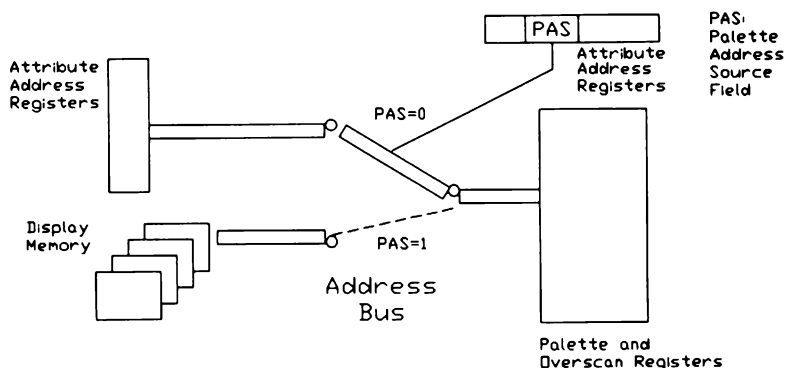 PAS
PAS:
Palette
Address
Source
Field
Attribute
Address
Registers
Attribute
Address
Registers
PAS=0
Display
Memory
PAS=1
Address
Bus
Palette and
Overscan Registers